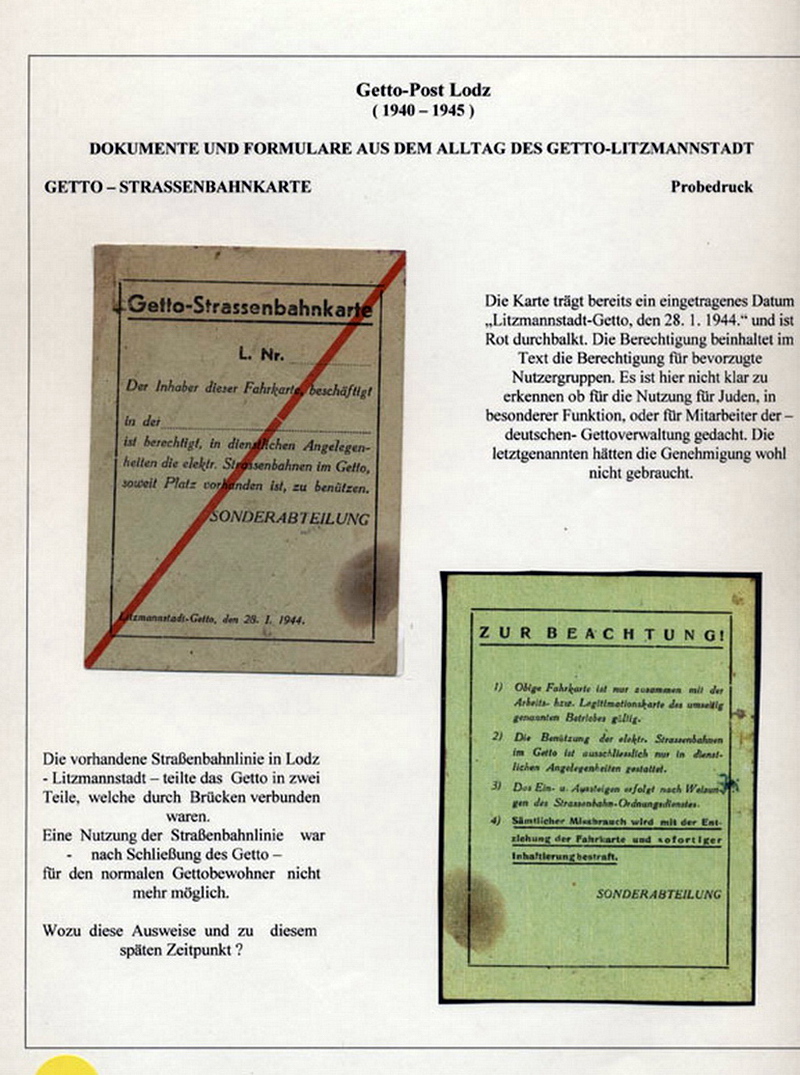 Getto-Post Lodz
( 1940 – 1945 )
DOKUMENTE UND FORMULARE AUS DEM ALLTAG DES GETTO-LITZMANNSTADT
GETTO – STRASSENBAHNKARTE
Probedruck
Getto-Strassenbahnkarte
L. Nr.
Der Inhaber dieser Fahrkarte, beschäftigt
in der
ist berechtigt, in dienstlichen Angelegen-
heiten die elektr. Strassenbahnen im Getto,
soweit Platz vorhanden ist, zu benützen.
SONDERABTEILUNG
Litzmannstadt-Getto, den 28. I. 1944.
Die Karte trägt bereits ein eingetragenes Datum
„Litzmannstadt-Getto, den 28. 1. 1944.“ und ist
Rot durchbalkt. Die Berechtigung beinhaltet im
Text die Berechtigung für bevorzugte
Nutzergruppen. Es ist hier nicht klar zu
erkennen ob für die Nutzung für Juden, in
besonderer Funktion, oder für Mitarbeiter der –
deutschen- Gettoverwaltung gedacht. Die
letztgenannten hätten die Genehmigung wohl
nicht gebraucht.
ZUR BEACHTUNG!
1) Obige Fahrkarte ist nur zusammen mit der
Arbeits- bzw. Legitimationskarte des umseitig
genannten Betriebes gültig.
2) Die Benützung der elektr. Strassenbahnen
im Getto ist ausschliesslich nur in dienst-
lichen Angelegenheiten gestattet.
3) Das Ein- u. Aussteigen erfolgt nach Weisun-
gen des Strassenbahn-Ordnungsdienstes.
4) Sämtlicher Missbrauch wird mit der Ent-
ziehung der Fahrkarte und sofortiger
Inhaftierung bestraft.
SONDERABTEILUNG
Die vorhandene Straßenbahnlinie in Lodz
- Litzmannstadt – teilte das Getto in zwei
Teile, welche durch Brücken verbunden
waren.
Eine Nutzung der Straßenbahnlinie war
- nach Schließung des Getto –
für den normalen Gettobewohner nicht
mehr möglich.
Wozu diese Ausweise und zu diesem
späten Zeitpunkt ?